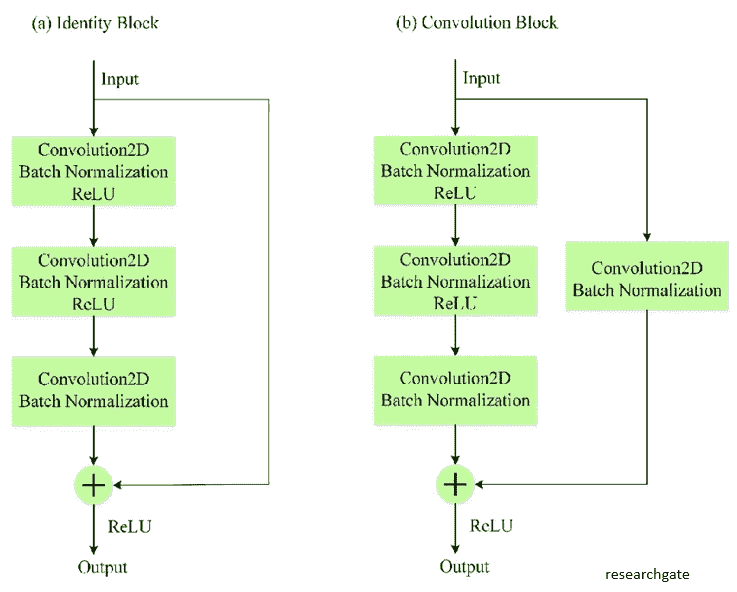 (a) Identity Block
Input
Convolution2D
Batch Normalization
ReLU
Convolution2D
Batch Normalization
ReLU
Convolution2D
Batch Normalization
+
ReLU
Output
(b) Convolution Block
Input
Convolution2D
Batch Normalization
ReLU
Convolution2D
Batch Normalization
ReLU
Convolution2D
Batch Normalization
Convolution2D
Batch Normalization
+
ReLU
Output
researchgate